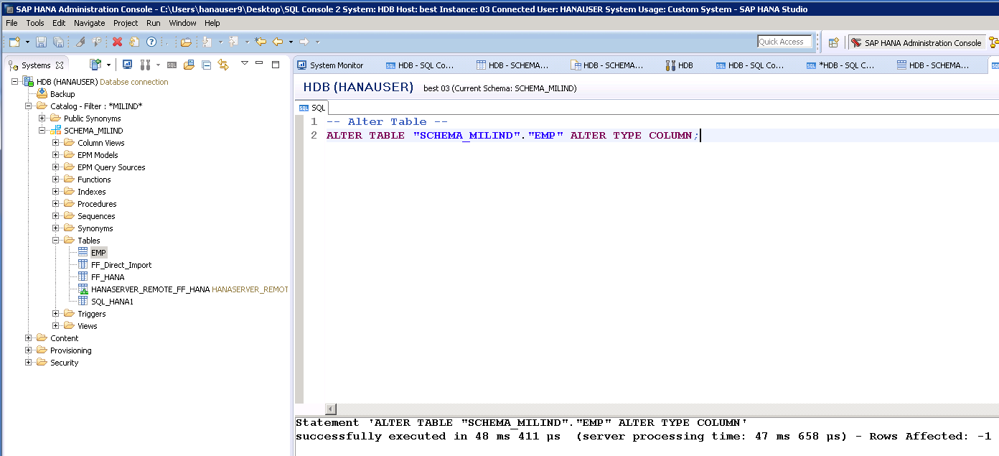 SAP HANA Administration Console - C:\Users\hanauser9\Desktop\SQL Console 2 System: HDB Host: best Instance: 03 Connected User: HANAUSER System Usage: Custom System - SAP HANA Studio
File Tools Edit Navigate Project Run Window Help
Quick Access
SAP HANA Administration Console
Systems
System Monitor
HDB - SQL Co...
HDB - SCHEMA...
HDB - SCHEMA...
HDB
HDB - SQL Co...
*HDB - SQL C...
HDB - SCHEMA...
HDB (HANAUSER) Databse connection
Backup
Catalog - Filter : *MILIND*
Public Synonyms
SCHEMA_MILIND
Column Views
EPM Models
EPM Query Sources
Functions
Indexes
Procedures
Sequences
Synonyms
Tables
EMP
FF_Direct_Import
FF_HANA
HANASERVER_REMOTE_FF_HANA HANASERVER_REMOT
SQL_HANA1
Triggers
Views
Content
Provisioning
Security
HDB (HANAUSER) best 03 (Current Schema: SCHEMA_MILIND)
SQL
1 -- Alter Table --
2 ALTER TABLE "SCHEMA_MILIND"."EMP" ALTER TYPE COLUMN;
Statement 'ALTER TABLE "SCHEMA_MILIND"."EMP" ALTER TYPE COLUMN'
successfully executed in 48 ms 411 µs (server processing time: 47 ms 658 µs) - Rows Affected: -1